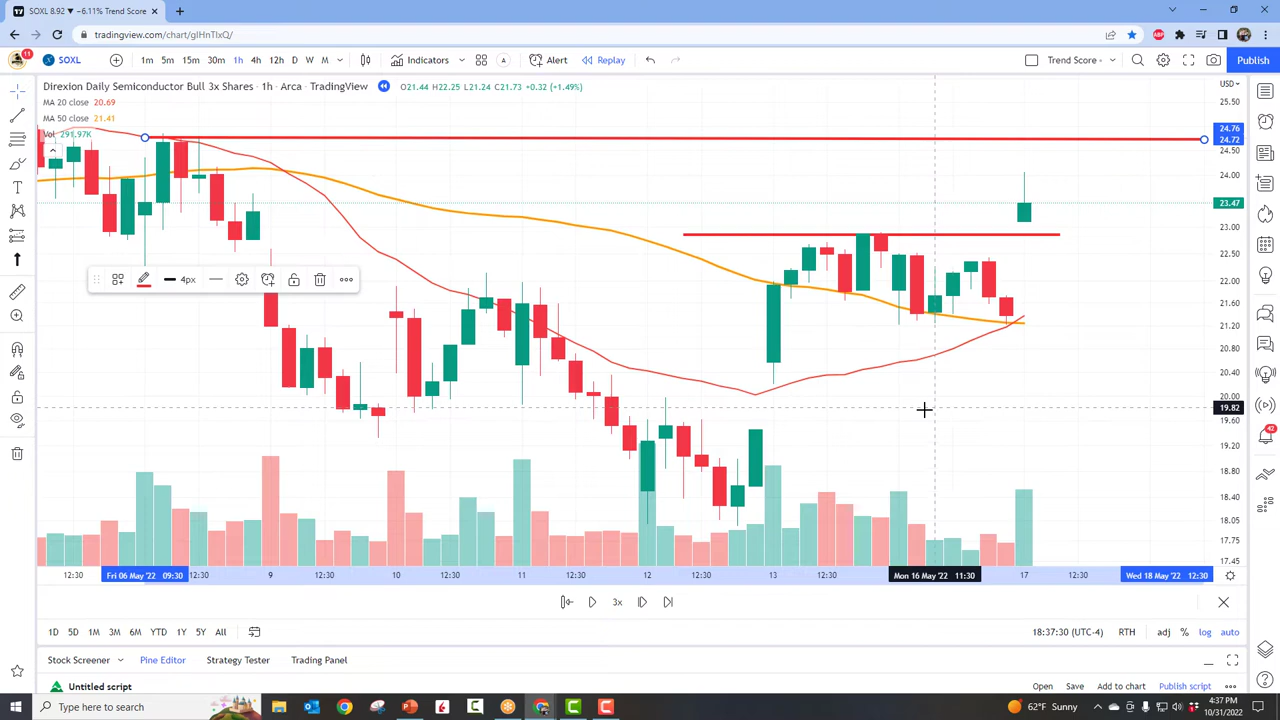 SOXL 8.92 ▼ −6.11% Trend Score
tradingview.com/chart/gIHnTlxQ/
11 SOXL 1m 5m 15m 30m 1h 4h 12h D W M Indicators A Alert Replay Trend Score Publish
Direxion Daily Semiconductor Bull 3x Shares · 1h · Arca · TradingView O21.44 H22.25 L21.24 C21.73 +0.32 (+1.49%)
USD
MA 20 close 20.69
MA 50 close 21.41
Vol 291.97K
25.50
24.76
24.72
24.50
24.00
23.47
23.00
22.50
22.00
21.60
21.20
20.80
20.40
20.00
19.82
19.60
19.20
18.80
18.40
18.05
17.75
17.45
4px
42
12:30 Fri 06 May '22 09:30 12:30 9 12:30 10 12:30 11 12:30 12 12:30 13 12:30 Mon 16 May '22 11:30 17 12:30 Wed 18 May '22 12:30
3x
1D 5D 1M 3M 6M YTD 1Y 5Y All 18:37:30 (UTC-4) RTH adj % log auto
Stock Screener Pine Editor Strategy Tester Trading Panel
Untitled script Open Save Add to chart Publish script
Type here to search 62°F Sunny 4:37 PM
10/31/2022